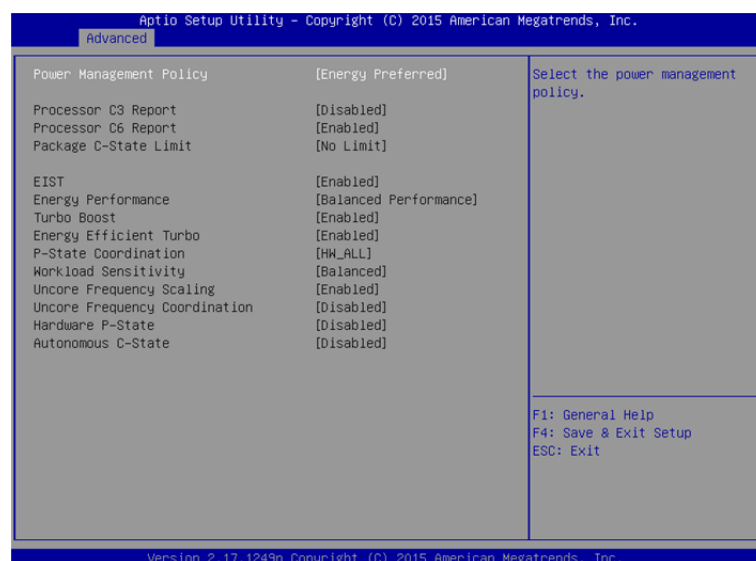 Aptio Setup Utility – Copyright (C) 2015 American Megatrends, Inc.
Advanced
Power Management Policy [Energy Preferred]
Processor C3 Report [Disabled]
Processor C6 Report [Enabled]
Package C-State Limit [No Limit]
EIST [Enabled]
Energy Performance [Balanced Performance]
Turbo Boost [Enabled]
Energy Efficient Turbo [Enabled]
P-State Coordination [HW_ALL]
Workload Sensitivity [Balanced]
Uncore Frequency Scaling [Enabled]
Uncore Frequency Coordination [Disabled]
Hardware P-State [Disabled]
Autonomous C-State [Disabled]
Select the power management
policy.
F1: General Help
F4: Save & Exit Setup
ESC: Exit
Version 2.17.1249n Copyright (C) 2015 American Megatrends, Inc.